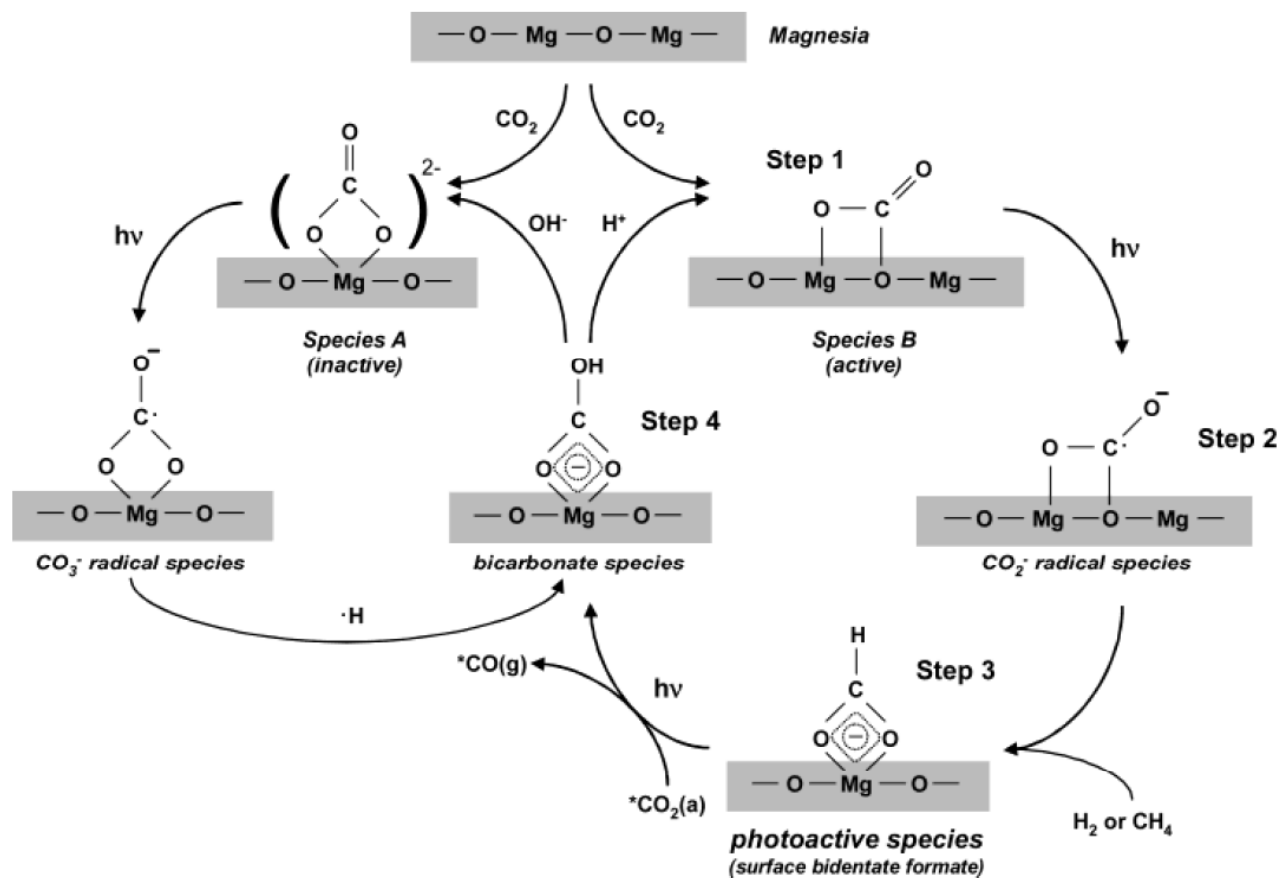 — O — Mg — O — Mg —
Magnesia
CO₂
CO₂
O
C
O
O
2-
— O — Mg — O —
Species A
(inactive)
hν
OH⁻
H⁺
Step 1
O — C
O
— O — Mg — O — Mg —
Species B
(active)
hν
O⁻
C·
O
O
— O — Mg — O —
CO₃⁻ radical species
OH
C
O
O
−
— O — Mg — O —
bicarbonate species
Step 4
O⁻
O — C·
— O — Mg — O — Mg —
CO₂⁻ radical species
Step 2
·H
*CO(g)
hν
*CO₂(a)
H
C
O
O
−
— O — Mg — O —
Step 3
photoactive species
(surface bidentate formate)
H₂ or CH₄